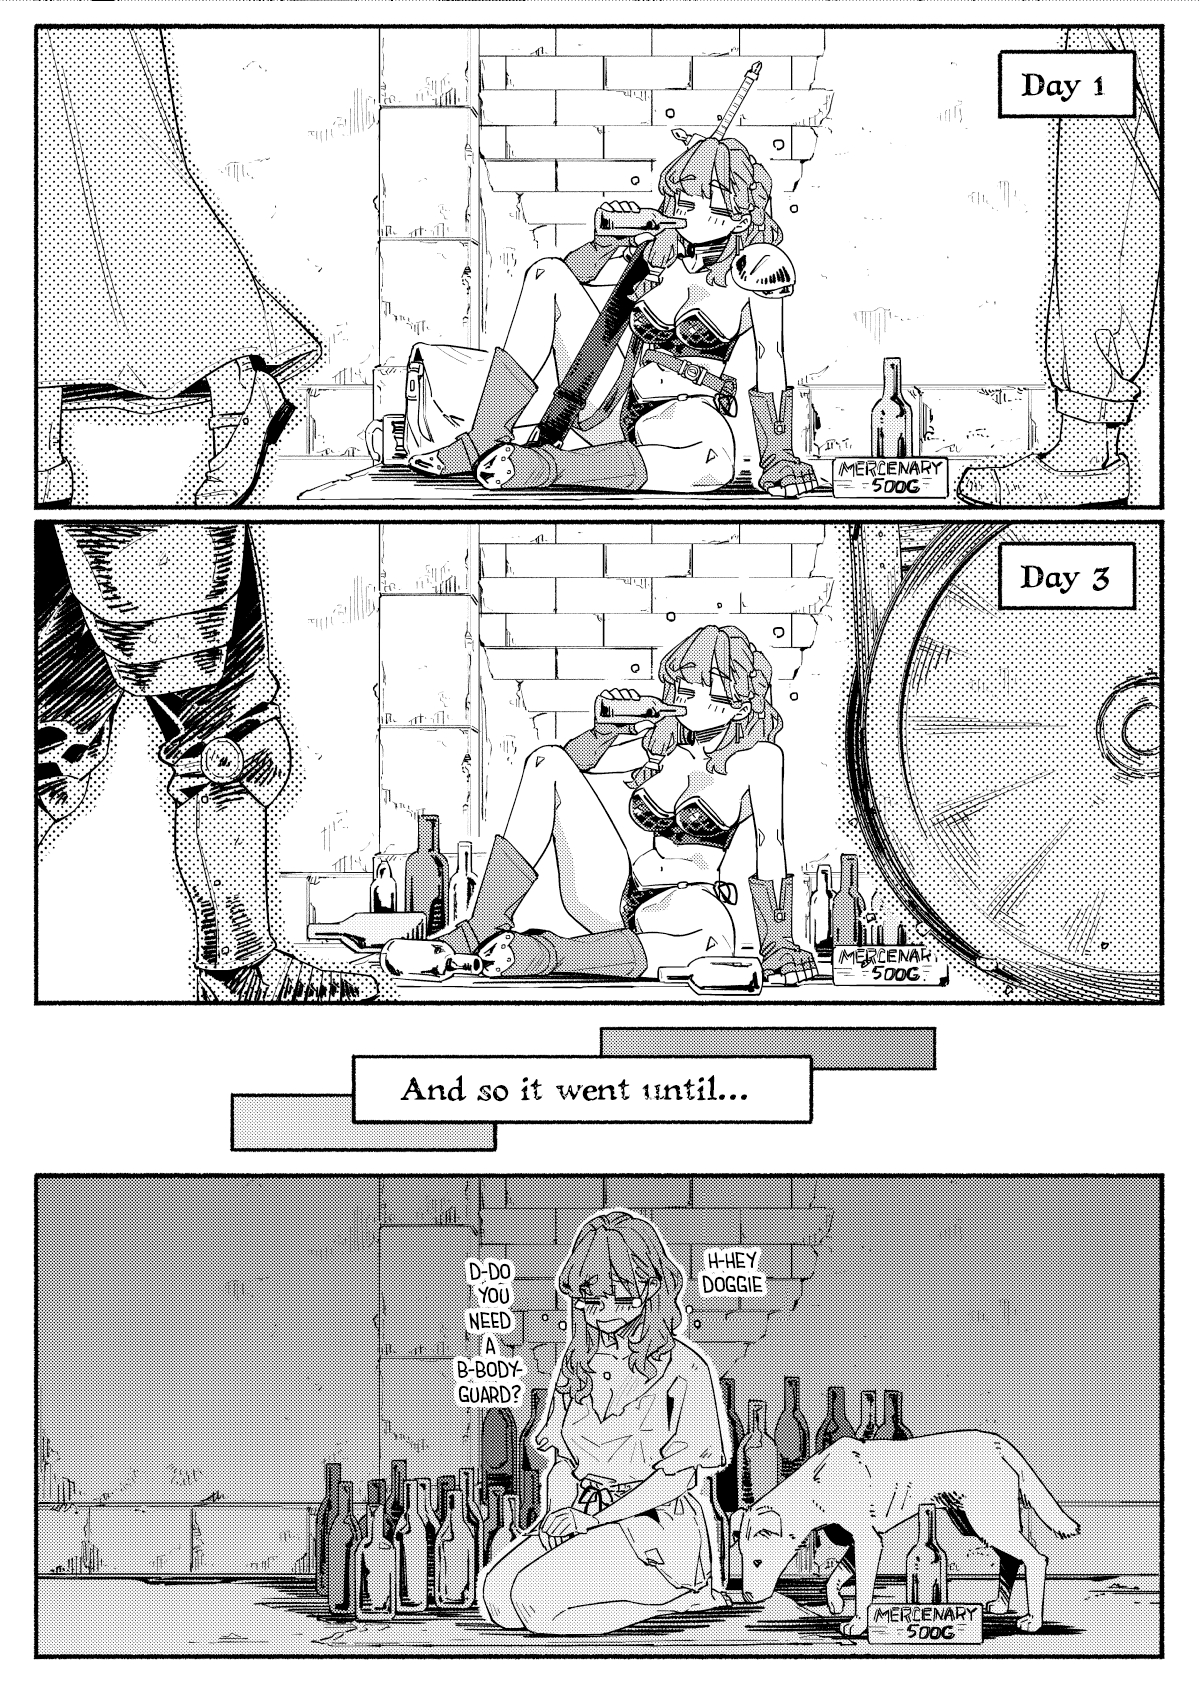 Day 1
MERCENARY
500G
Day 3
MERCENAR
500G
And so it went until...
H-HEY
DOGGIE
D-DO
YOU
NEED
A
B-BODY-
GUARD?
MERCENARY
500G